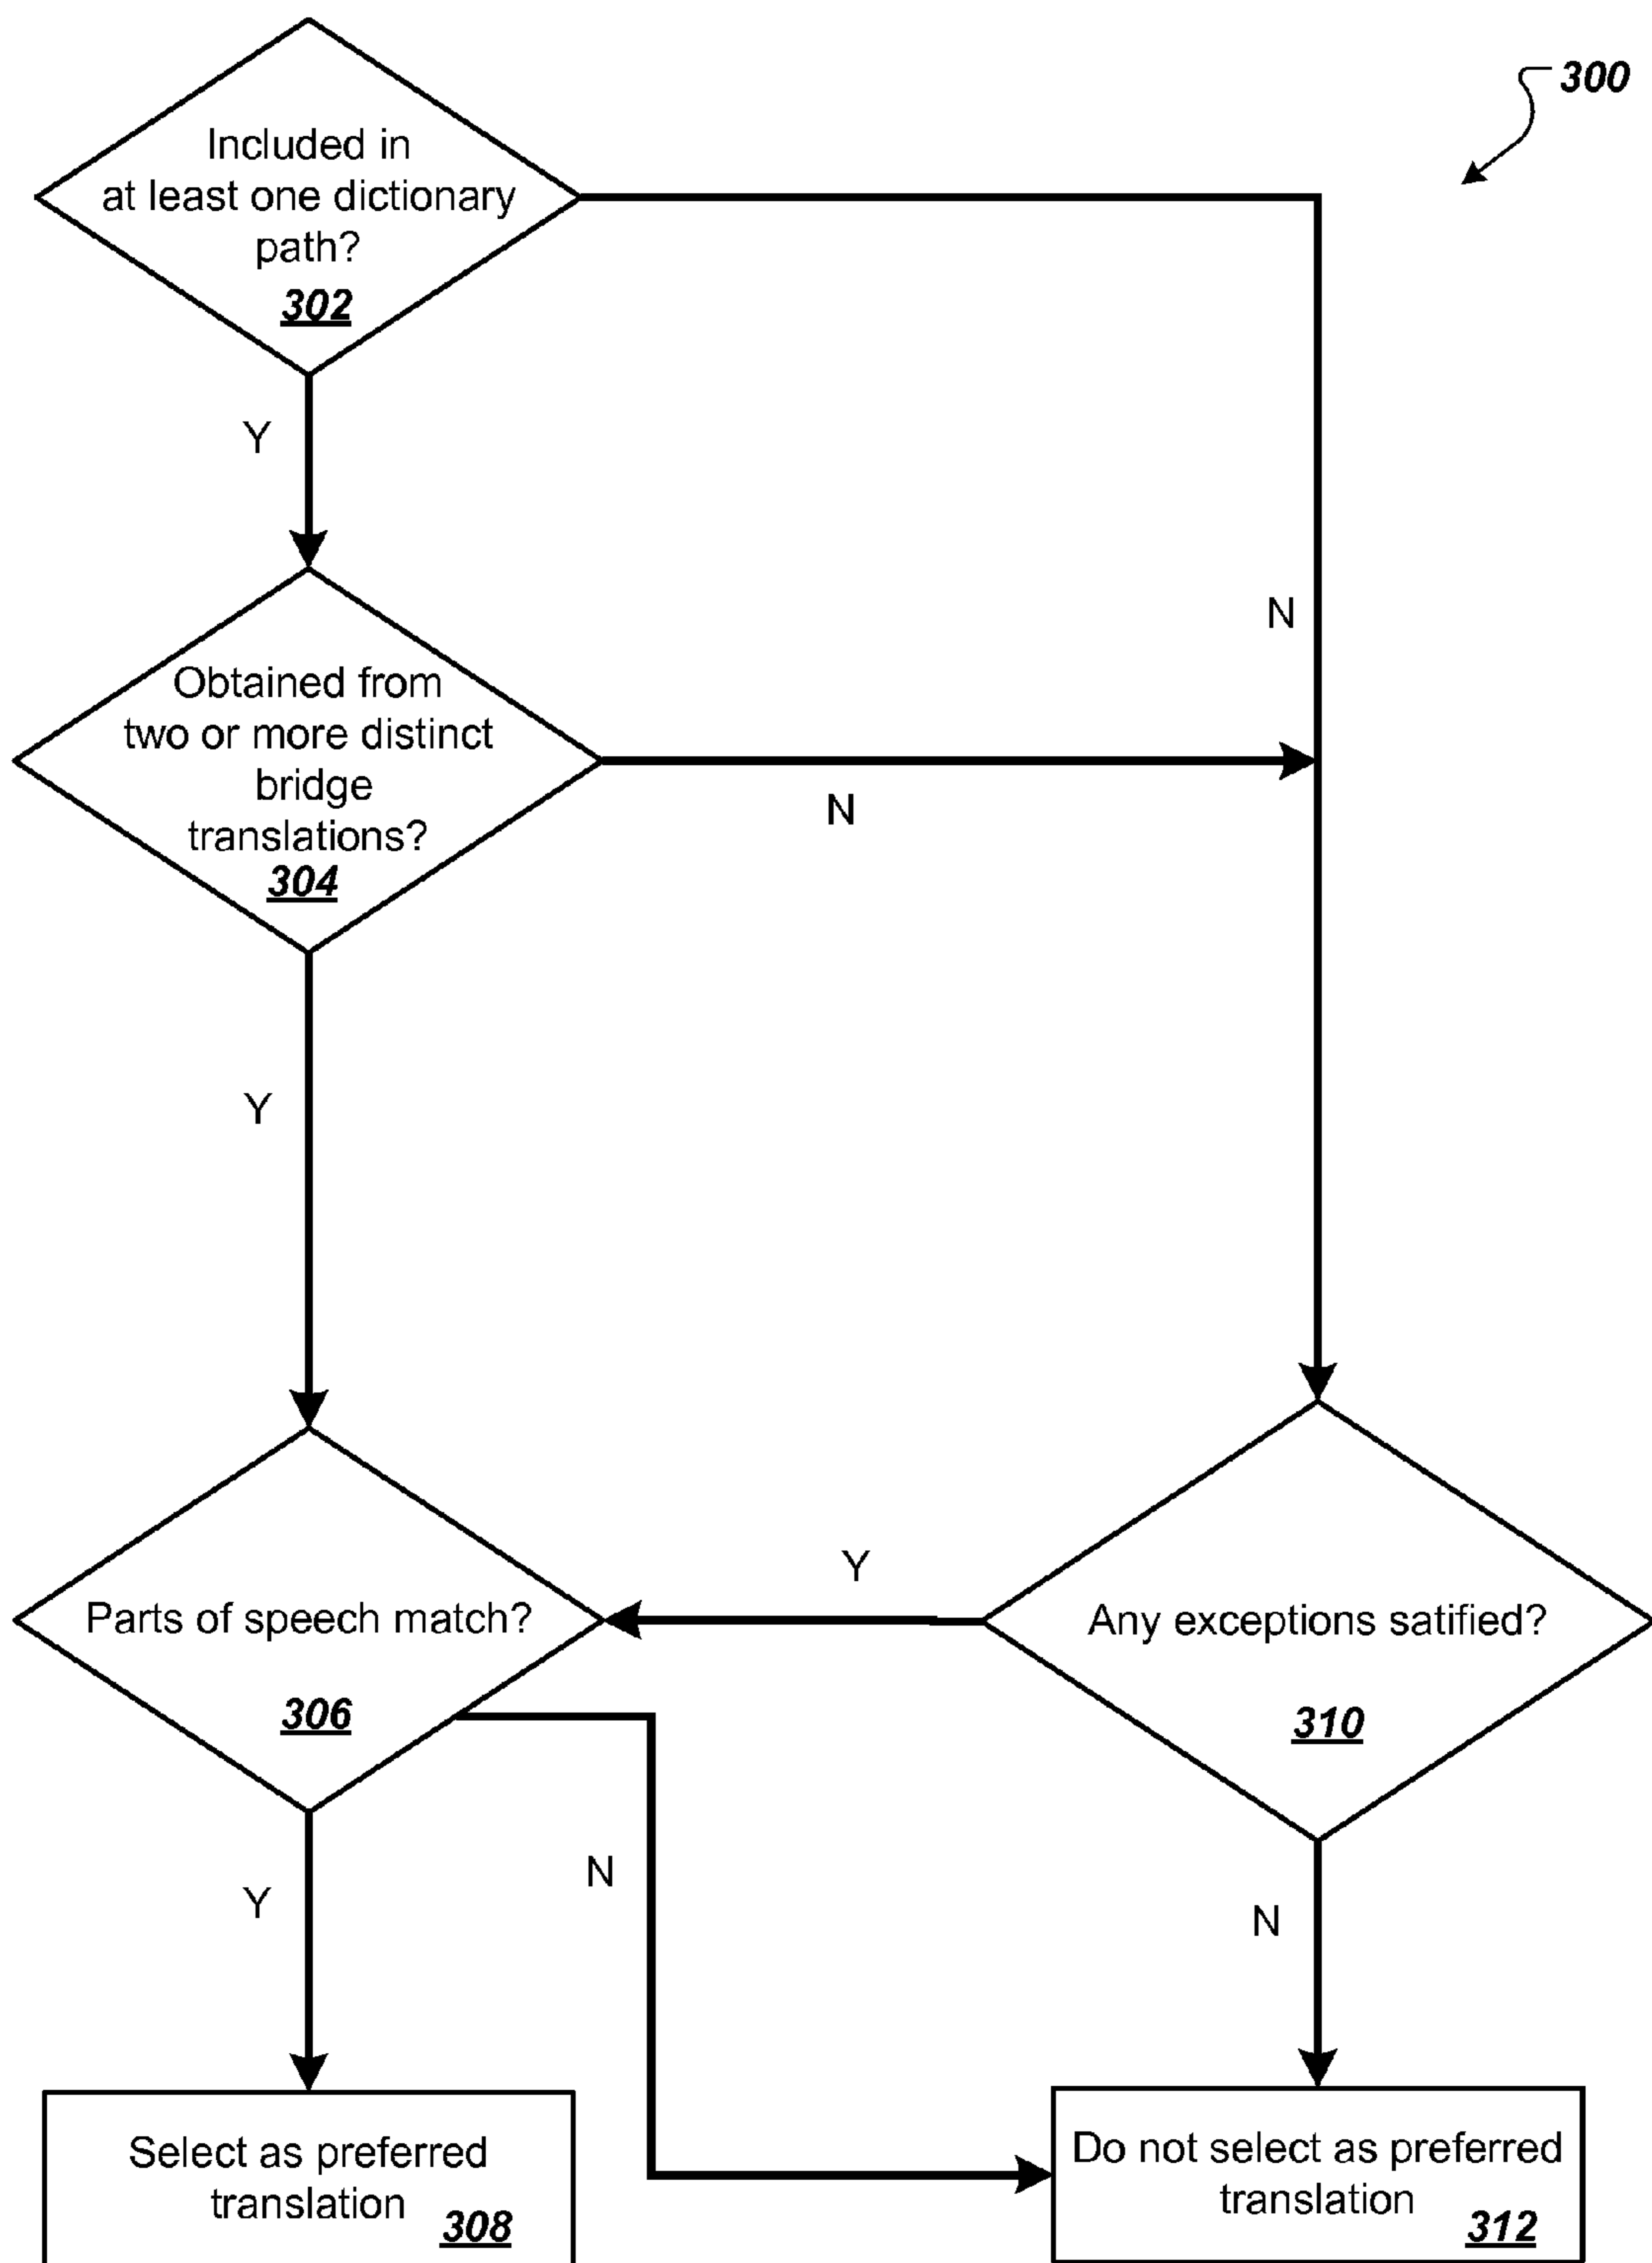 300
Included in
at least one dictionary
path?
302
Y
N
Obtained from
two or more distinct
bridge
translations?
304
N
Y
Parts of speech match?
306
Y
Any exceptions satified?
310
Y
N
N
Select as preferred
translation
308
Do not select as preferred
translation
312